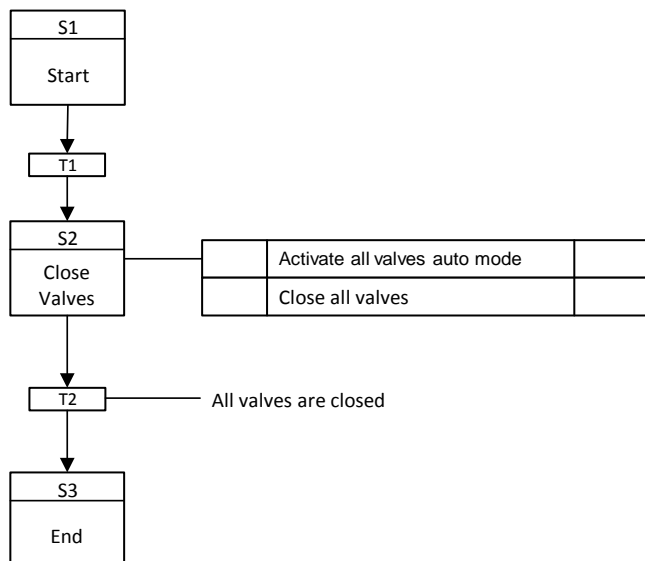 S1
Start
T1
S2
Close
Valves
Activate all valves auto mode
Close all valves
T2
All valves are closed
S3
End